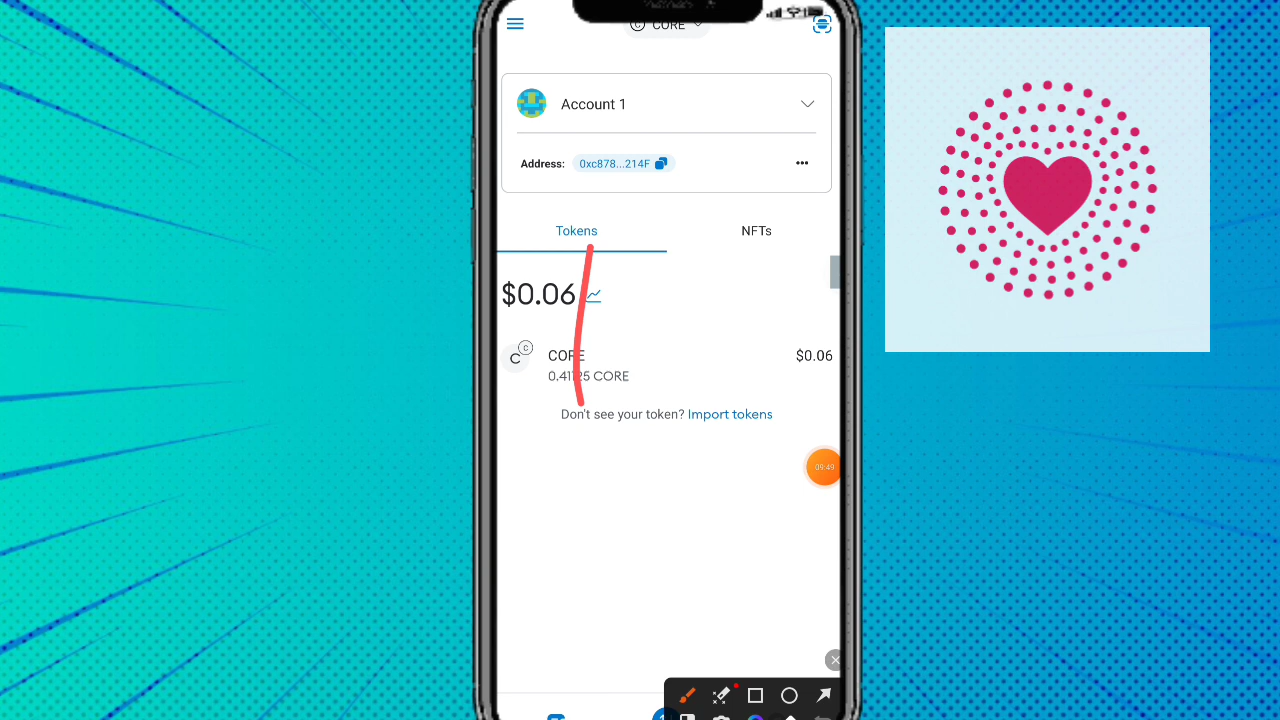 CORE
Account 1
Address: 0xc878...214F
Tokens
NFTs
$0.06
C
C
CORE
$0.06
CORE
Don't see your token? Import tokens
09:49